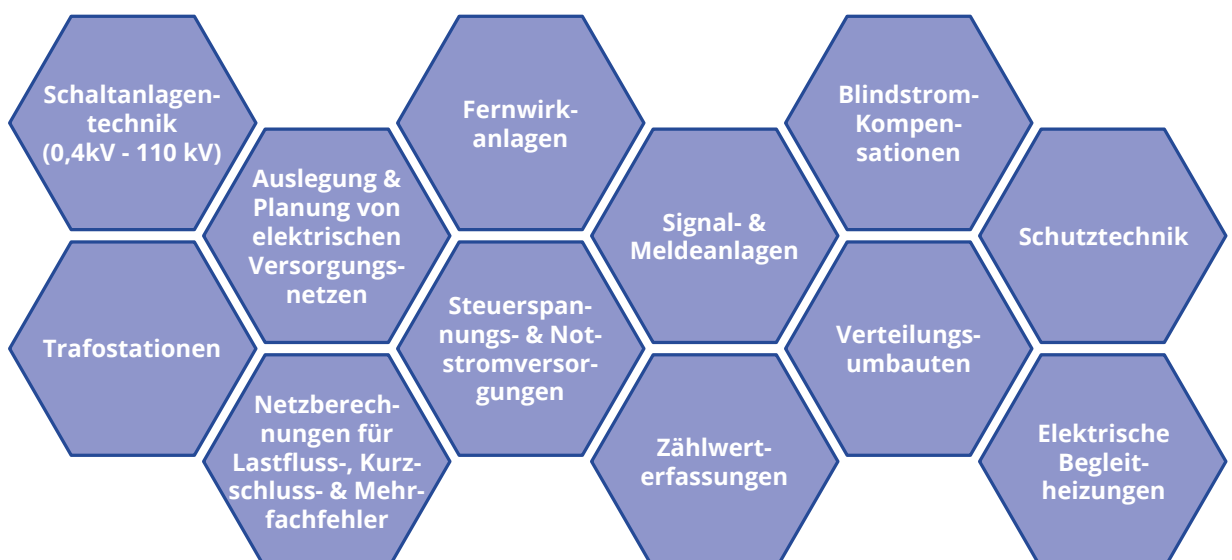 Schaltanlagen-
technik
(0,4kV - 110 kV)
Fernwirk-
anlagen
Blindstrom-
Kompen-
sationen
Auslegung &
Planung von
elektrischen
Versorgungs-
netzen
Signal- &
Meldeanlagen
Schutztechnik
Trafostationen
Steuerspan-
nungs- & Not-
stromversor-
gungen
Verteilungs-
umbauten
Netzberech-
nungen für
Lastfluss-, Kurz-
schluss- & Mehr-
fachfehler
Zählwert-
erfassungen
Elektrische
Begleit-
heizungen